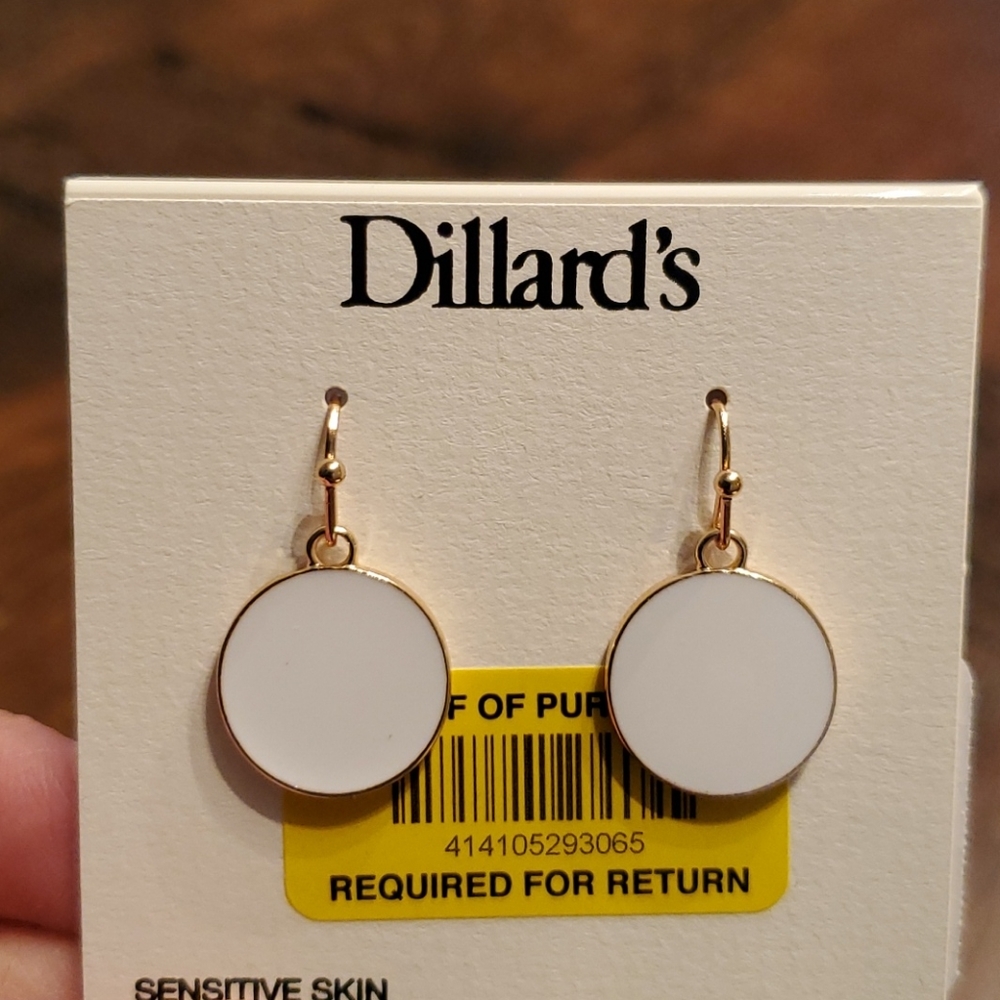 Dillard's
F OF PUR
414105293065
REQUIRED FOR RETURN
SENSITIVE SKIN